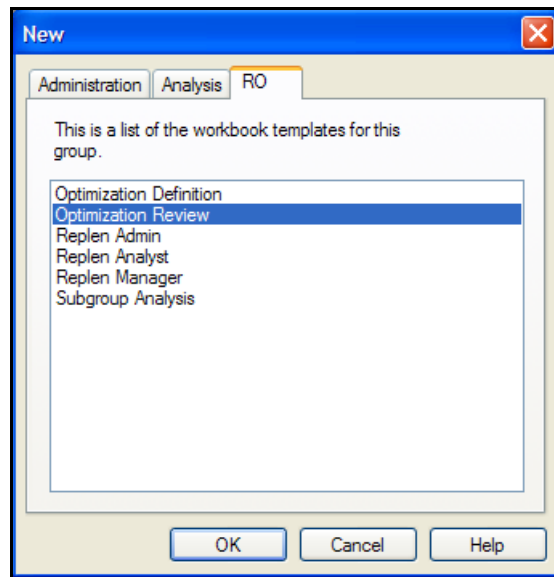 New
Administration Analysis RO
This is a list of the workbook templates for this
group.
Optimization Definition
Optimization Review
Replen Admin
Replen Analyst
Replen Manager
Subgroup Analysis
OK Cancel Help